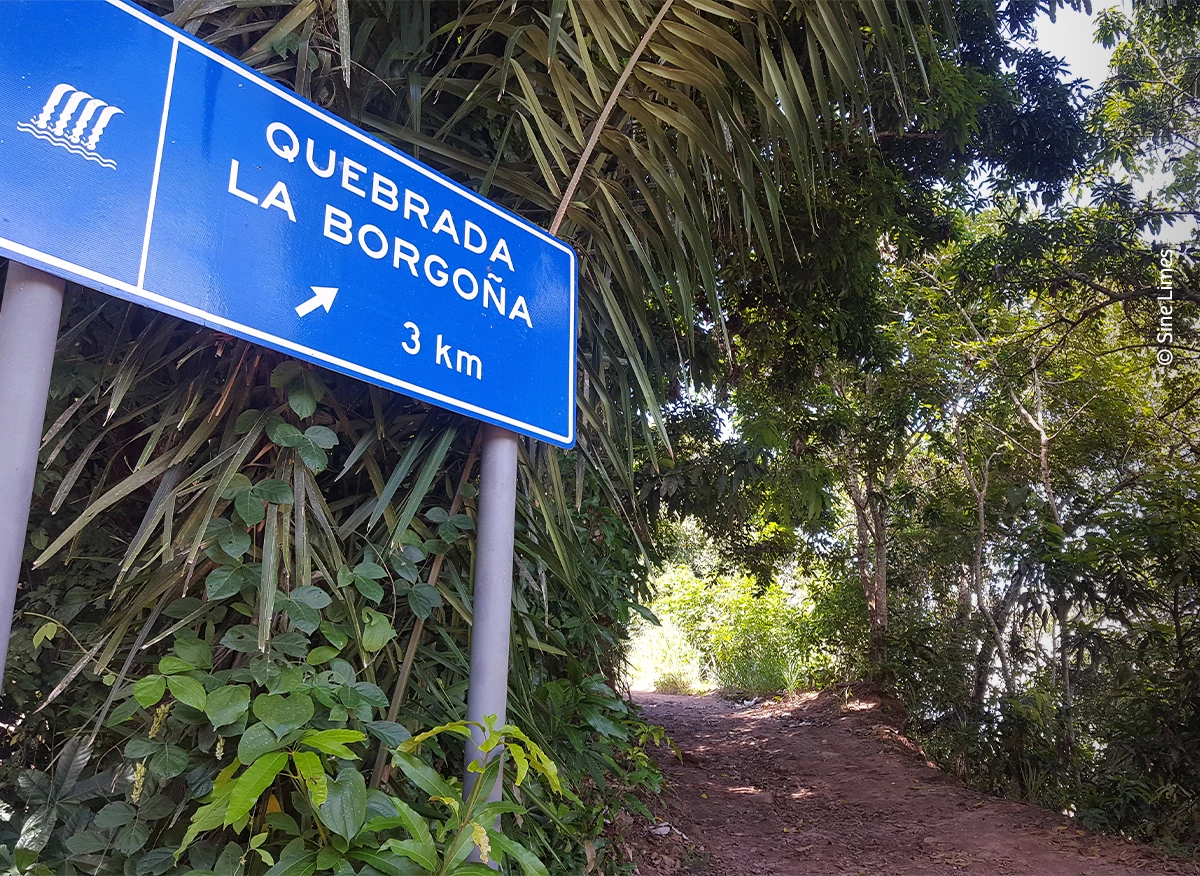 QUEBRADA
LA BORGOÑA
3 km
© SineLimes